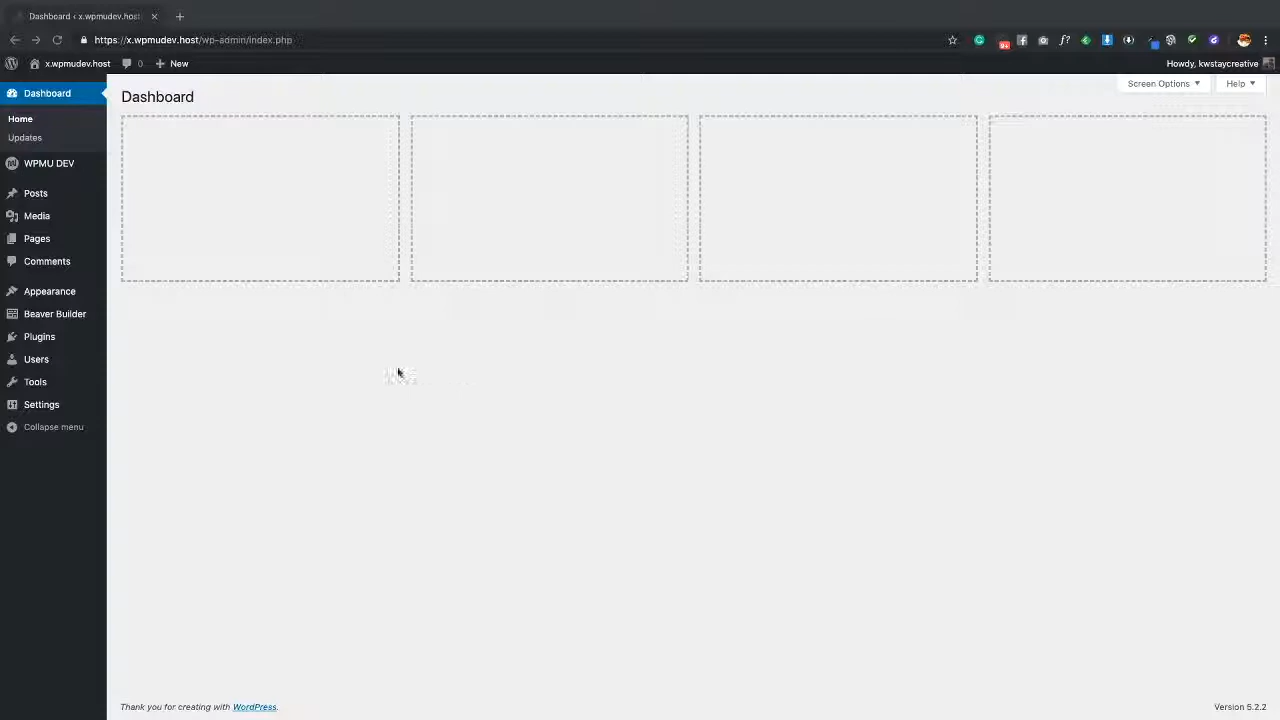 Dashboard ‹ x.wpmudev.host
https://x.wpmudev.host/wp-admin/index.php
x.wpmudev.host 0 New Howdy, kwstaycreative
Dashboard
Home
Updates
WPMU DEV
Posts
Media
Pages
Comments
Appearance
Beaver Builder
Plugins
Users
Tools
Settings
Collapse menu
Dashboard
Screen Options Help
Thank you for creating with WordPress.
Version 5.2.2